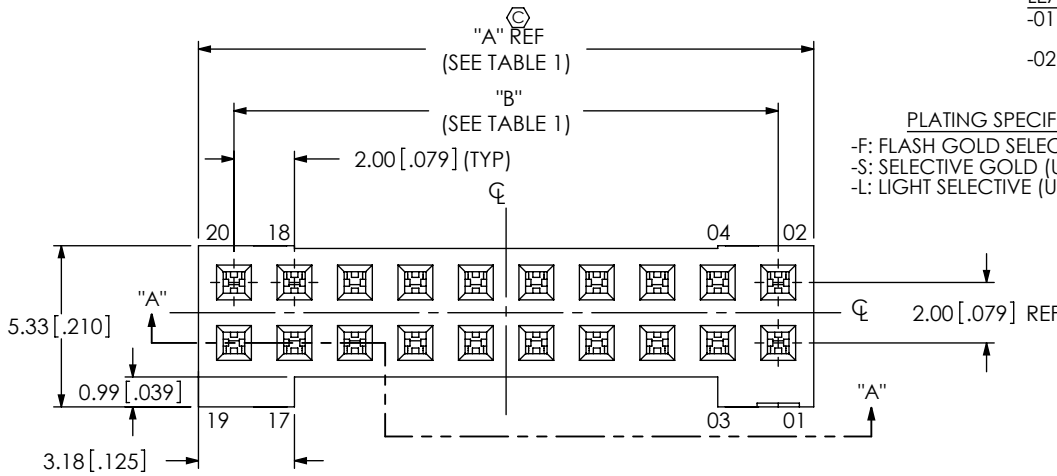 C
"A" REF
(SEE TABLE 1)
-01
-02
"B"
(SEE TABLE 1)
PLATING SPECIF
-F: FLASH GOLD SELEC
-S: SELECTIVE GOLD (U
-L: LIGHT SELECTIVE (U
2.00 [.079] (TYP)
℄
20 18 04 02
"A"
5.33 [.210]
℄
2.00 [.079] REF
0.99 [.039]
"A"
19 17 03 01
3.18 [.125]